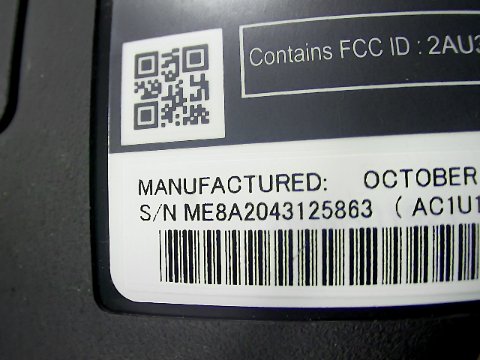 Contains FCC ID : 2AU3
MANUFACTURED: OCTOBER
S/N ME8A2043125863 ( AC1U1